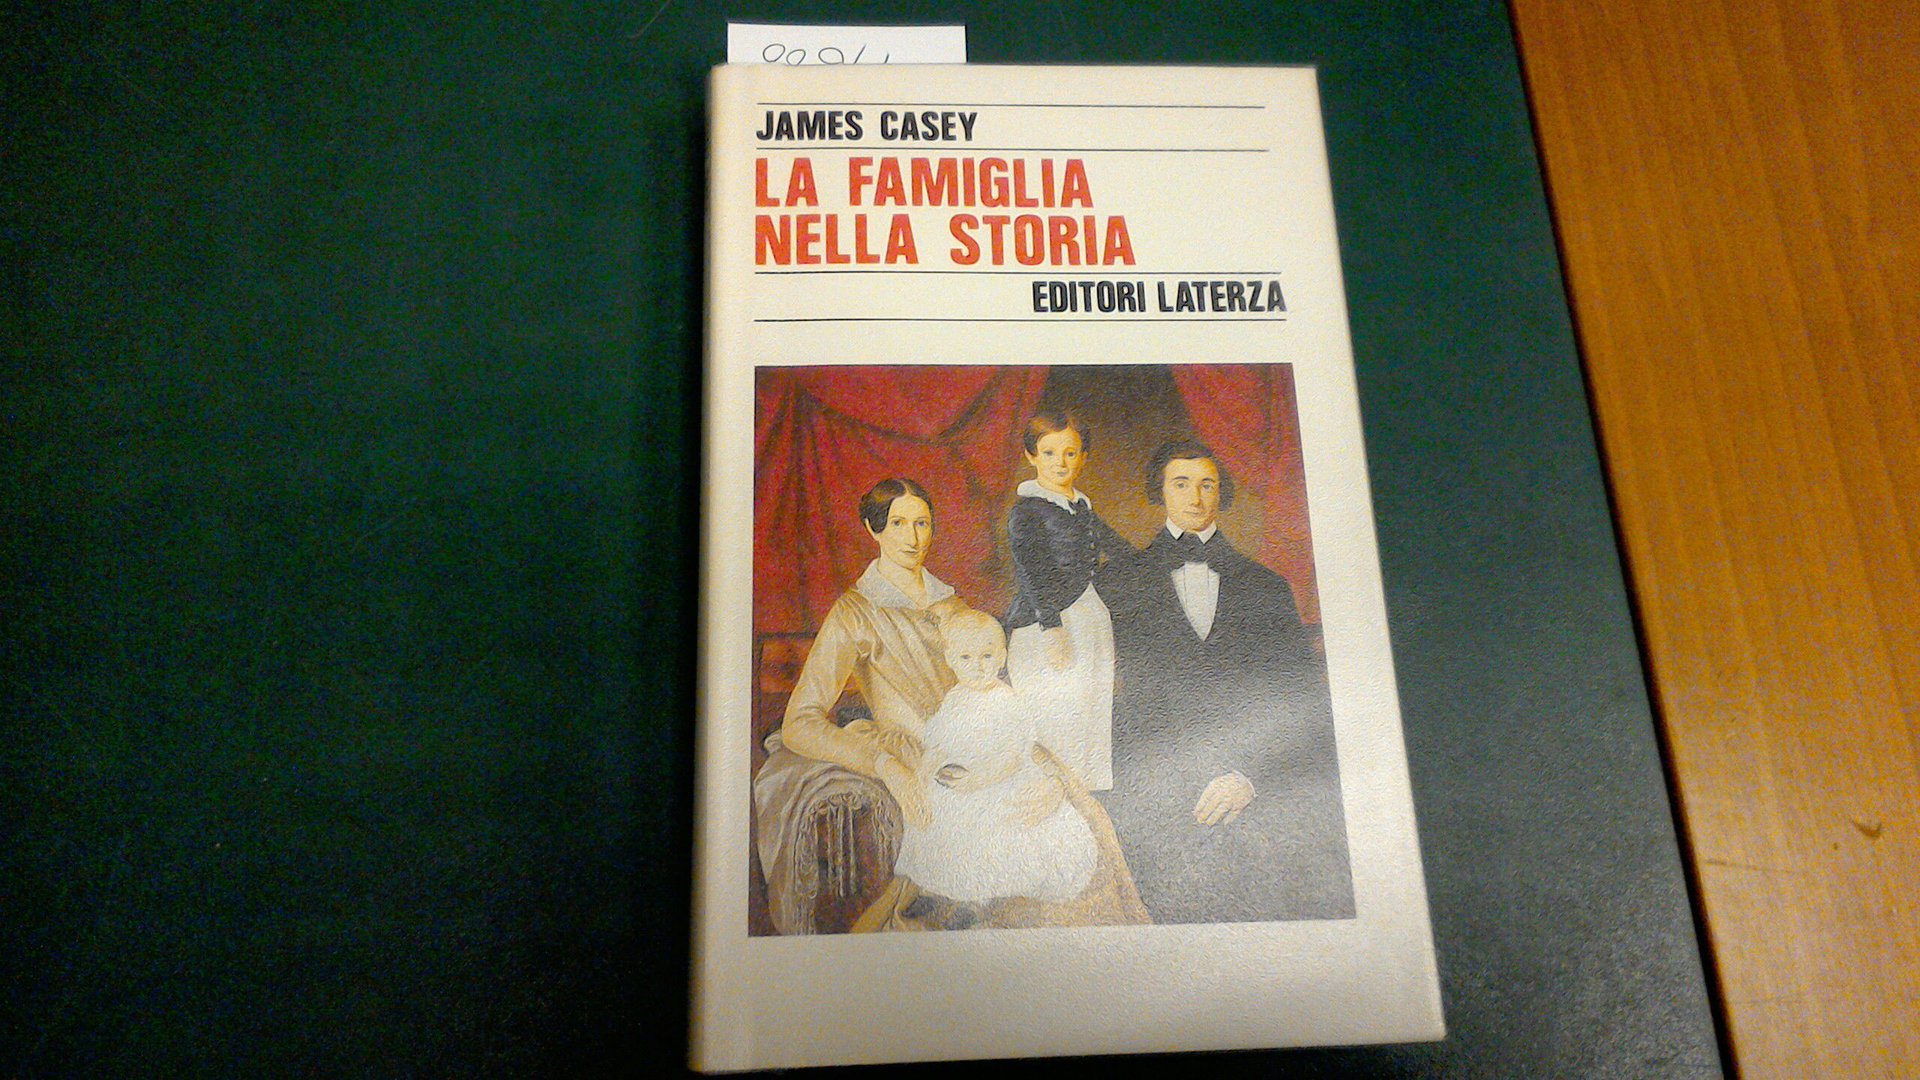 JAMES CASEY
LA FAMIGLIA
NELLA STORIA
EDITORI LATERZA